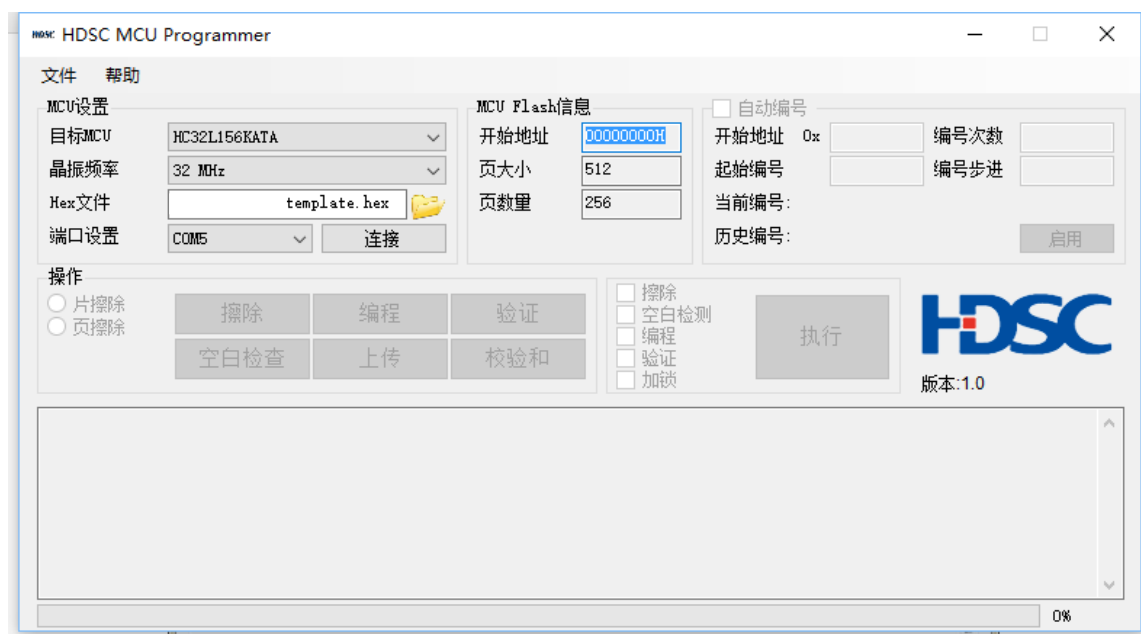 HDSC HDSC MCU Programmer
文件 帮助
MCU设置
目标MCU HC32L156KATA
晶振频率 32 MHz
Hex文件 template.hex
端口设置 COM5 连接
MCU Flash信息
开始地址 00000000H
页大小 512
页数量 256
自动编号
开始地址 0x 编号次数
起始编号 编号步进
当前编号:
历史编号: 启用
操作
片擦除
页擦除
擦除 编程 验证
空白检查 上传 校验和
擦除
空白检测
编程
验证
加锁
执行
HDSC
版本:1.0
0%